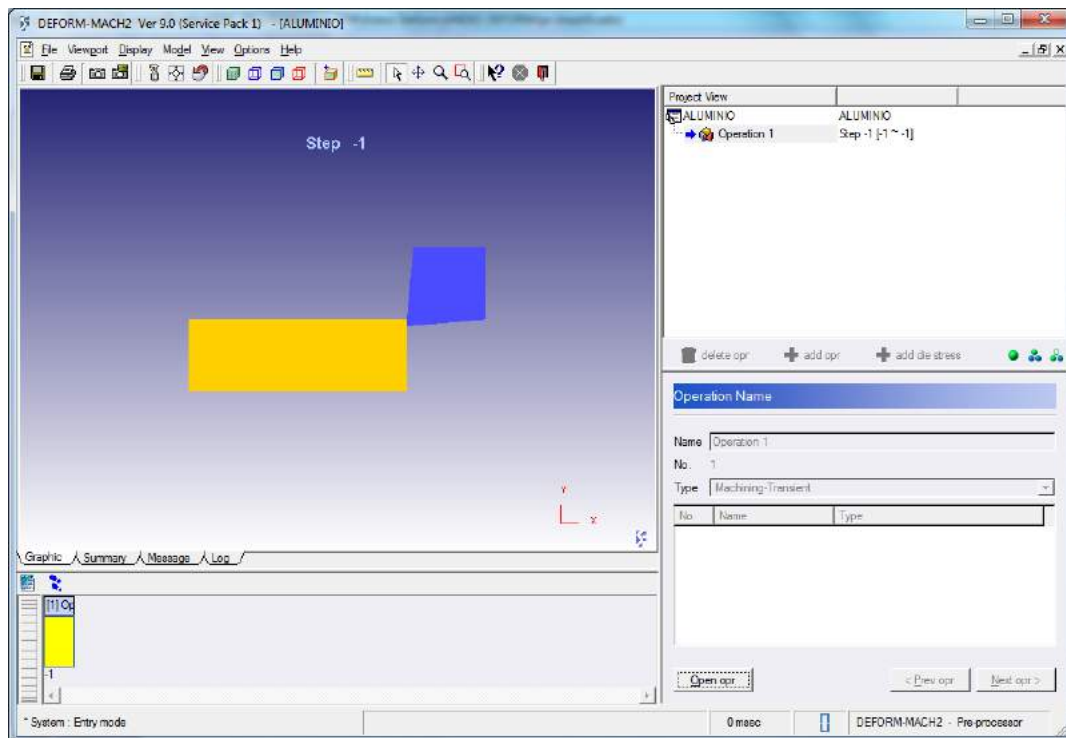 DEFORM-MACH2 Ver 9.0 (Service Pack 1) - [ALUMINIO]
File Viewport Display Model View Options Help
Project View
ALUMINIO ALUMINIO
Operation 1 Step -1 [-1 ~ -1]
Step -1
delete opr add opr add die stress
Operation Name
Name Operation 1
No. 1
Type Machining-Transient
No Name Type
Y
X
Graphic Summary Message Log
[1] Op
-1
Open opr < Prev opr Next opr >
* System : Entry mode 0 msec DEFORM-MACH2 - Pre-processor